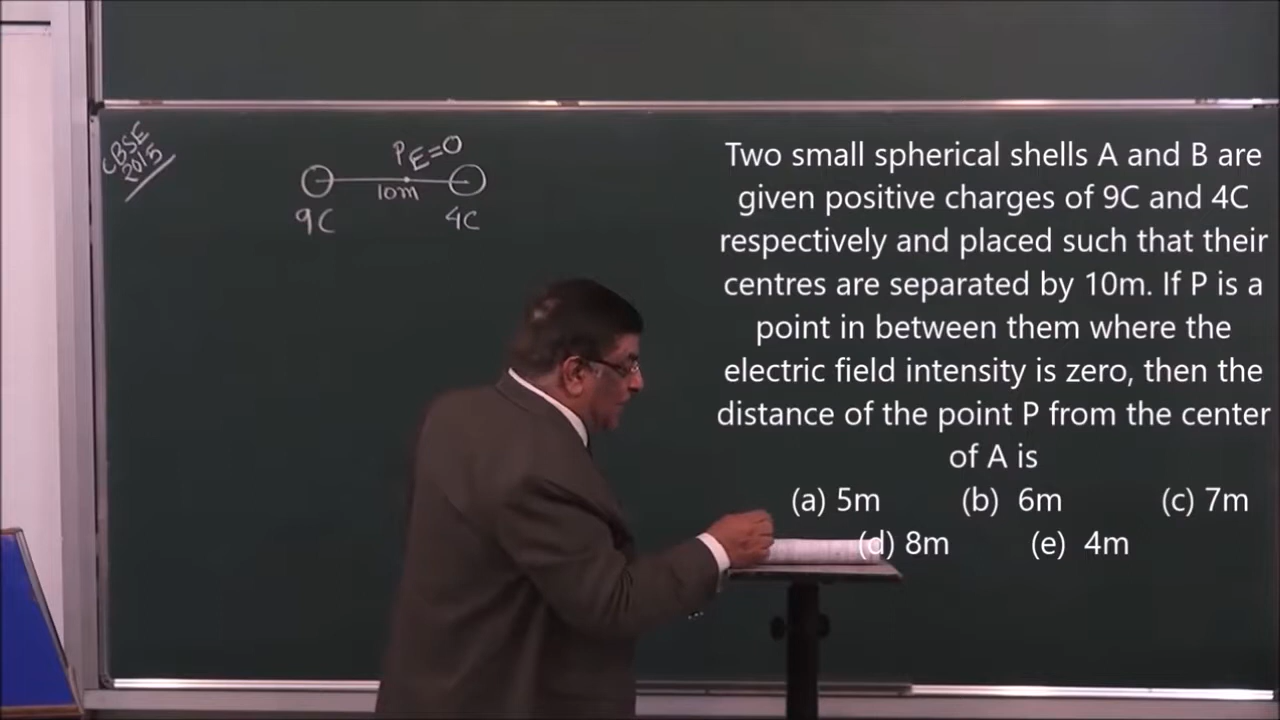 CBSE
2015
P E=0
10m
9C
4C
Two small spherical shells A and B are
given positive charges of 9C and 4C
respectively and placed such that their
centres are separated by 10m. If P is a
point in between them where the
electric field intensity is zero, then the
distance of the point P from the center
of A is
(a) 5m (b) 6m (c) 7m
(d) 8m (e) 4m